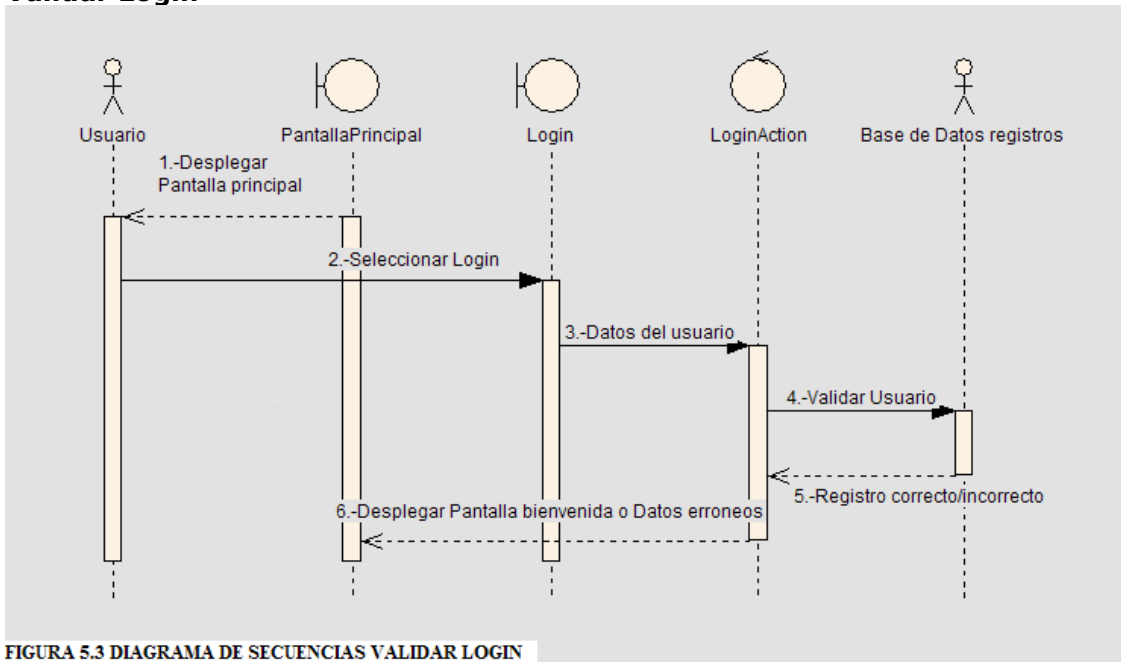 Validar Login
Usuario
PantallaPrincipal
Login
LoginAction
Base de Datos registros
1.-Desplegar
Pantalla principal
2.-Seleccionar Login
3.-Datos del usuario
4.-Validar Usuario
5.-Registro correcto/incorrecto
6.-Desplegar Pantalla bienvenida o Datos erroneos
FIGURA 5.3 DIAGRAMA DE SECUENCIAS VALIDAR LOGIN